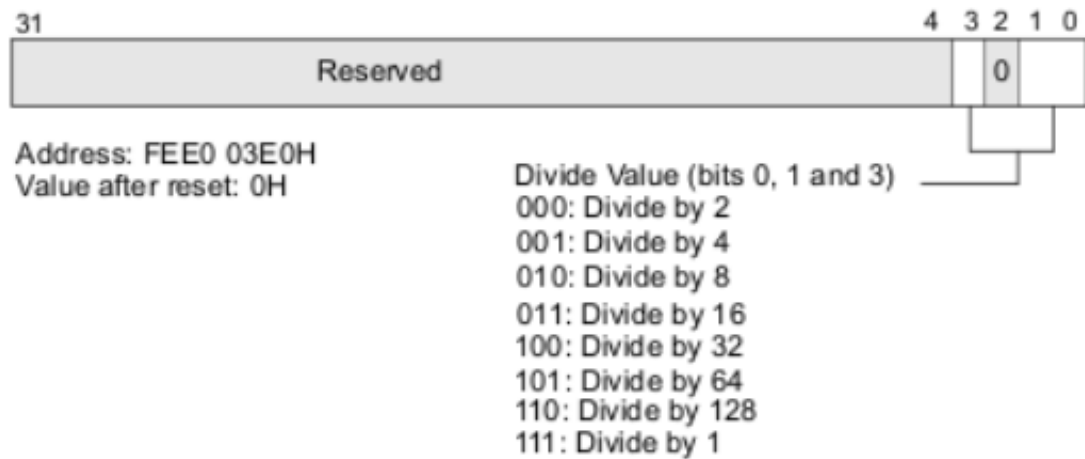 31 4 3 2 1 0
Reserved 0
Address: FEE0 03E0H
Value after reset: 0H
Divide Value (bits 0, 1 and 3)
000: Divide by 2
001: Divide by 4
010: Divide by 8
011: Divide by 16
100: Divide by 32
101: Divide by 64
110: Divide by 128
111: Divide by 1